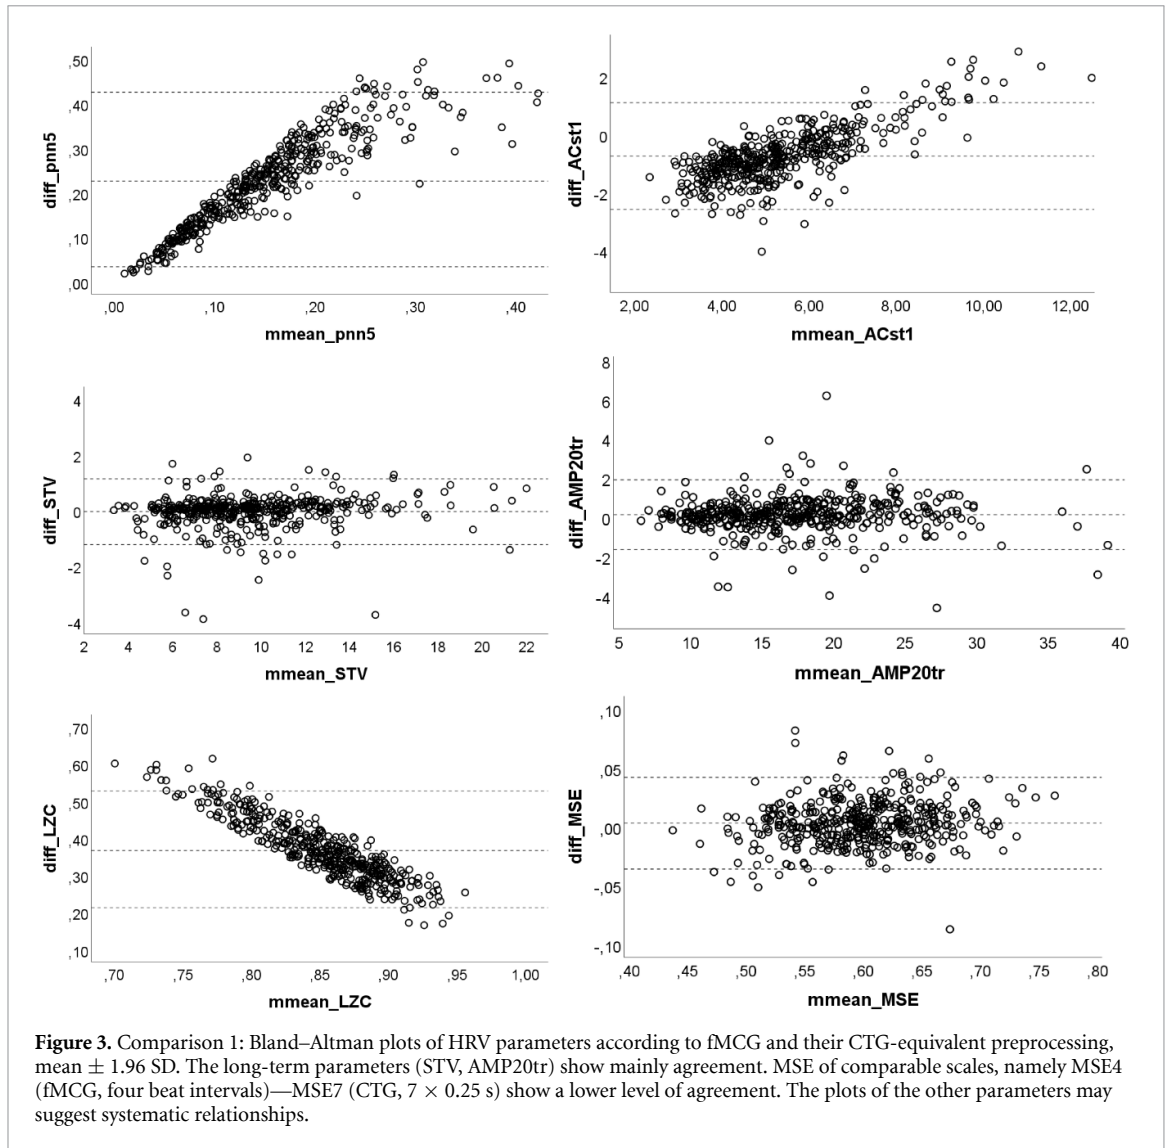 ,50
,40
,30
,20
,10
,00
diff_pnn5
,00 ,10 ,20 ,30 ,40
mmean_pnn5
2
0
-2
-4
diff_ACst1
2,00 4,00 6,00 8,00 10,00 12,00
mmean_ACst1
4
2
0
-2
-4
diff_STV
2 4 6 8 10 12 14 16 18 20 22
mmean_STV
8
6
4
2
0
-2
-4
diff_AMP20tr
5 10 15 20 25 30 35 40
mmean_AMP20tr
,70
,60
,50
,40
,30
,20
,10
diff_LZC
,70 ,75 ,80 ,85 ,90 ,95 1,00
mmean_LZC
,10
,05
,00
-,05
-,10
diff_MSE
,40 ,45 ,50 ,55 ,60 ,65 ,70 ,75 ,80
mmean_MSE
Figure 3. Comparison 1: Bland–Altman plots of HRV parameters according to fMCG and their CTG-equivalent preprocessing,
mean ± 1.96 SD. The long-term parameters (STV, AMP20tr) show mainly agreement. MSE of comparable scales, namely MSE4
(fMCG, four beat intervals)—MSE7 (CTG, 7 × 0.25 s) show a lower level of agreement. The plots of the other parameters may
suggest systematic relationships.